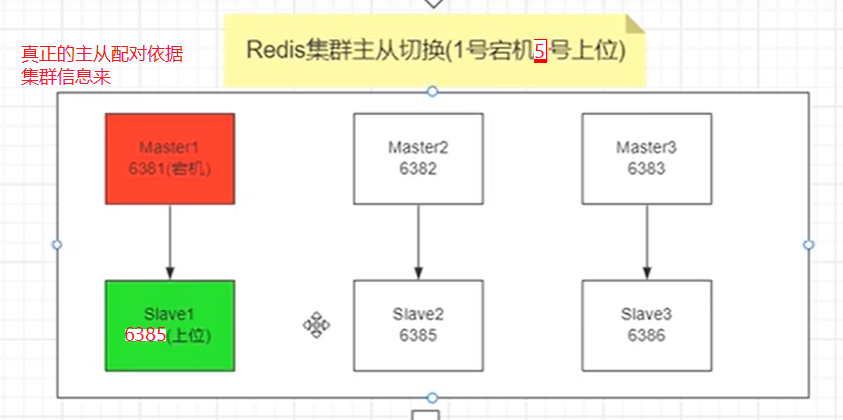 真正的主从配对依据
集群信息来
Redis集群主从切换(1号宕机5号上位)
Master1
6381(宕机)
Master2
6382
Master3
6383
Slave1
6385(上位)
Slave2
6385
Slave3
6386